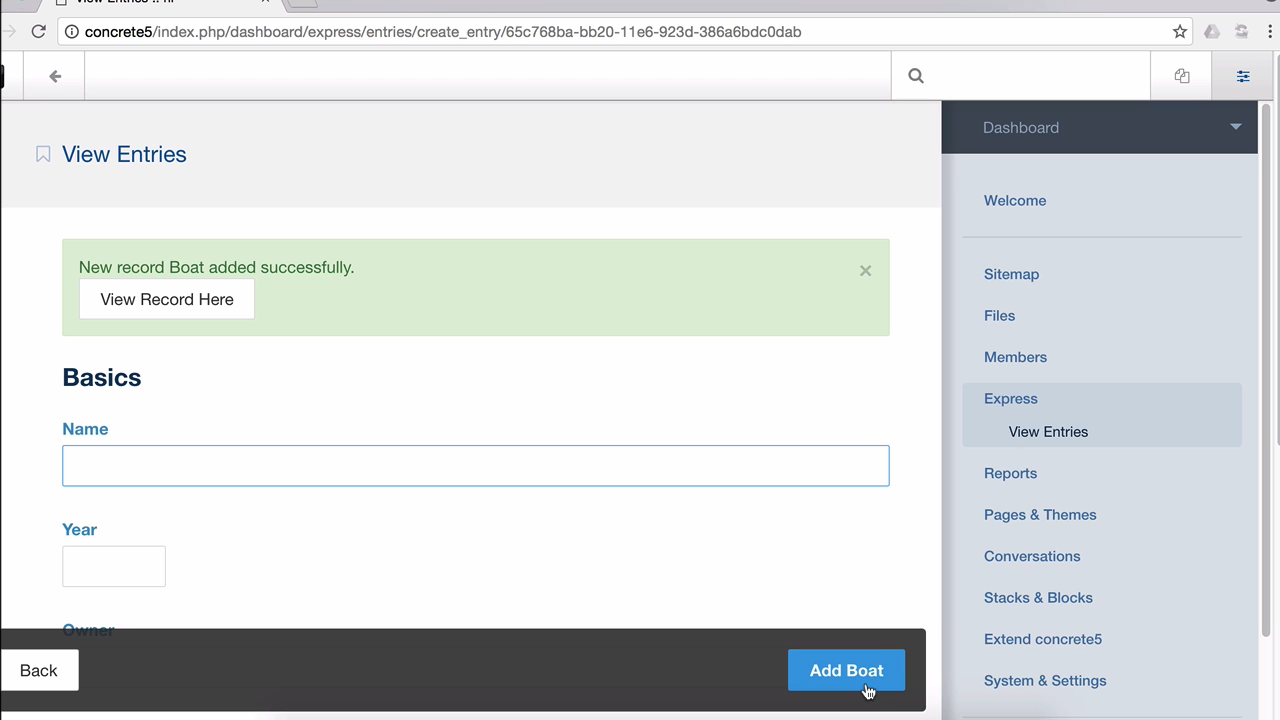 concrete5/index.php/dashboard/express/entries/create_entry/65c768ba-bb20-11e6-923d-386a6bdc0dab
View Entries
New record Boat added successfully.
View Record Here
Basics
Name
Year
Owner
Back
Add Boat
Dashboard
Welcome
Sitemap
Files
Members
Express
View Entries
Reports
Pages & Themes
Conversations
Stacks & Blocks
Extend concrete5
System & Settings